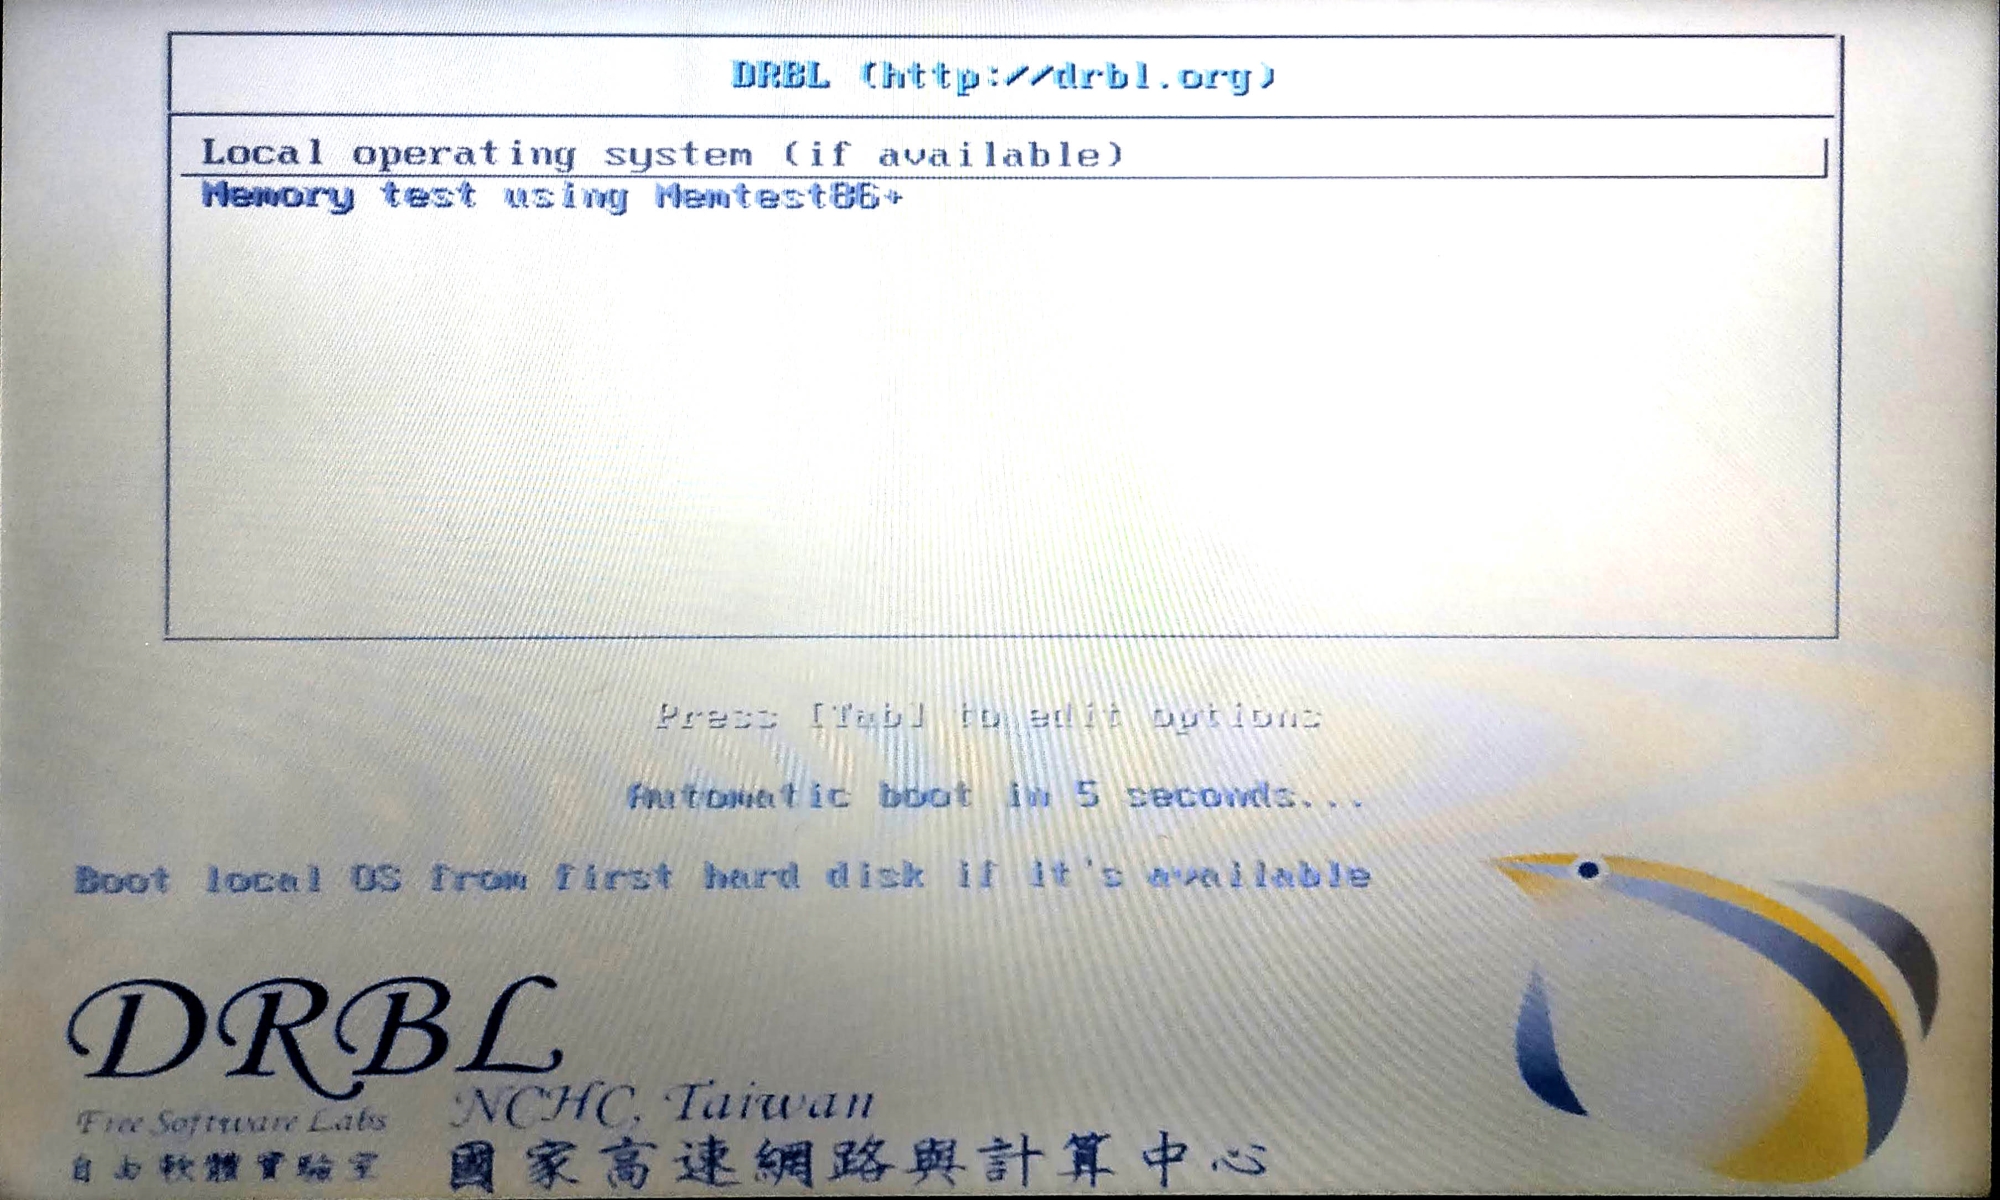 DRBL (http://drbl.org)
Local operating system (if available)
Memory test using Memtest86+
Press [Tab] to edit options
Automatic boot in 5 seconds...
Boot local OS from first hard disk if it's available
DRBL
NCHC, Taiwan
Free Software Labs
自由軟體實驗室
國家高速網路與計算中心